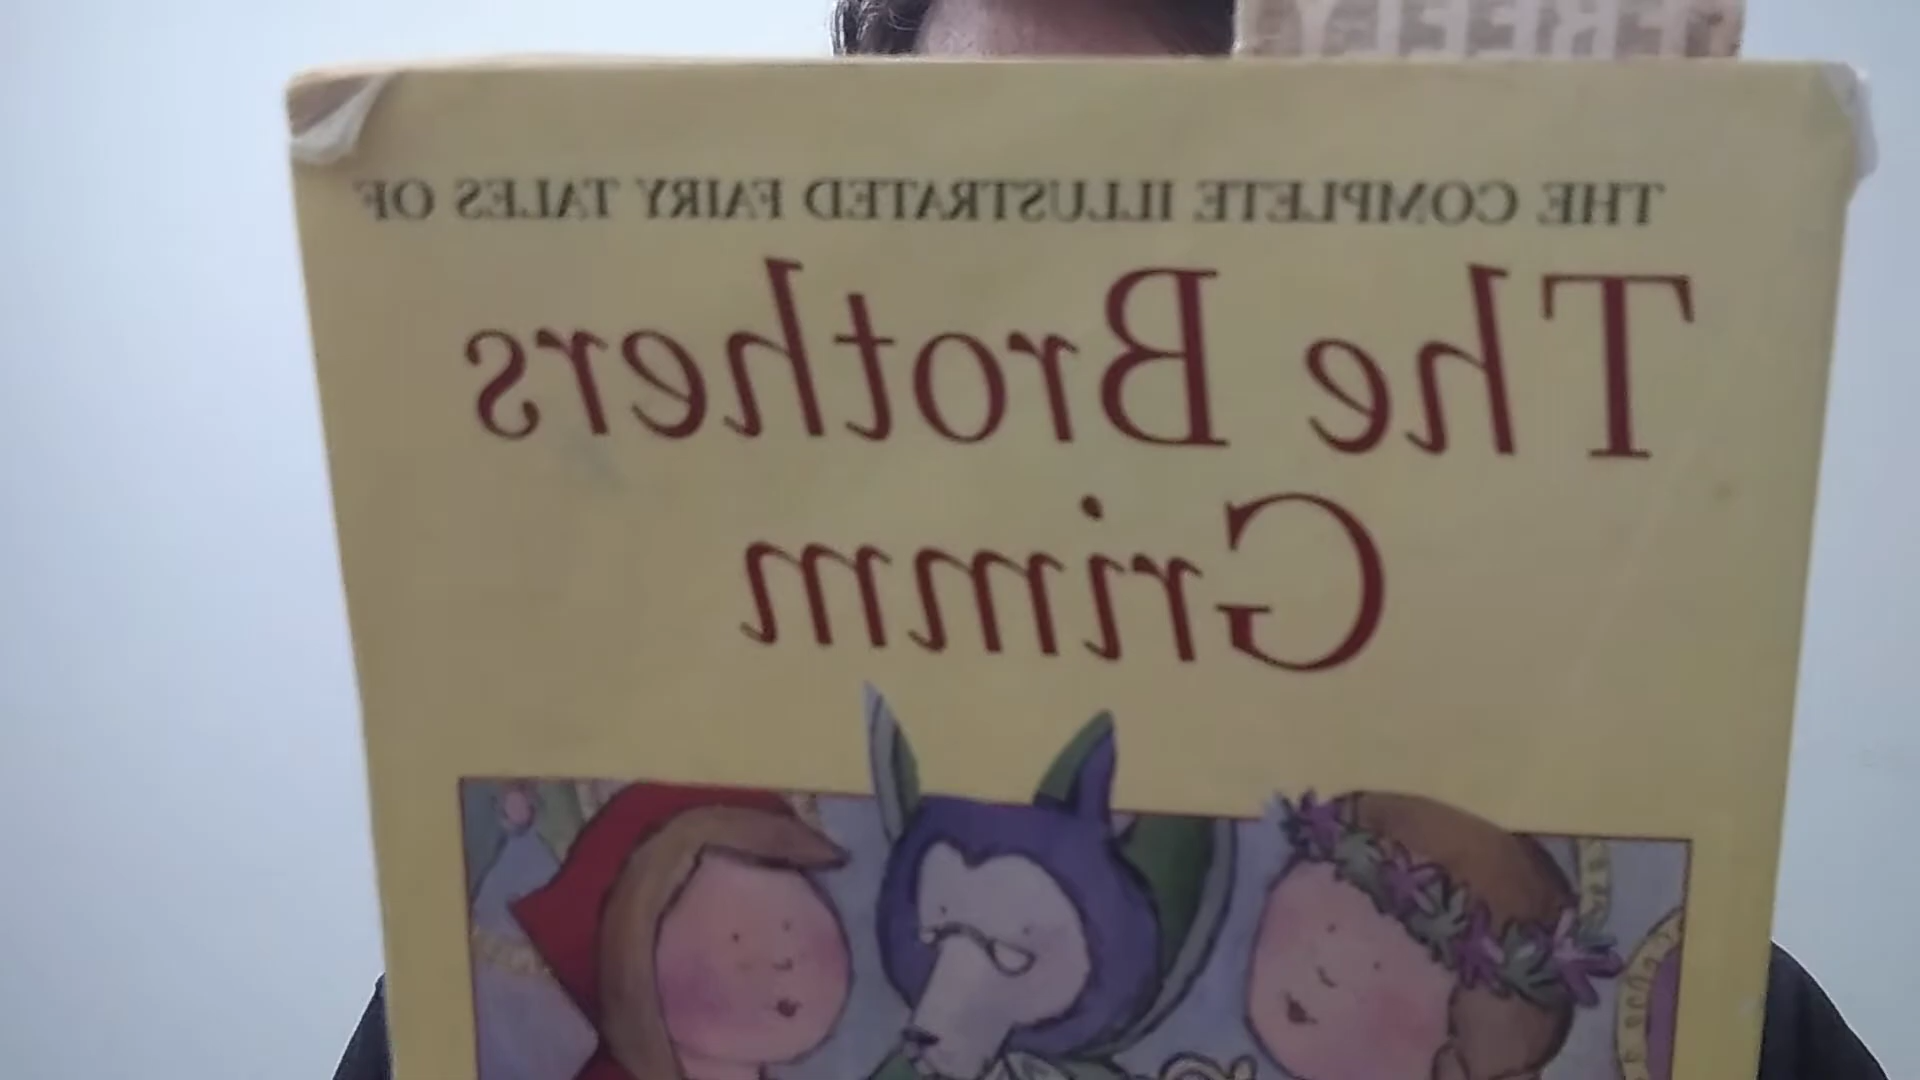 THE COMPLETE ILLUSTRATED FAIRY TALES OF
The Brothers
Grimm